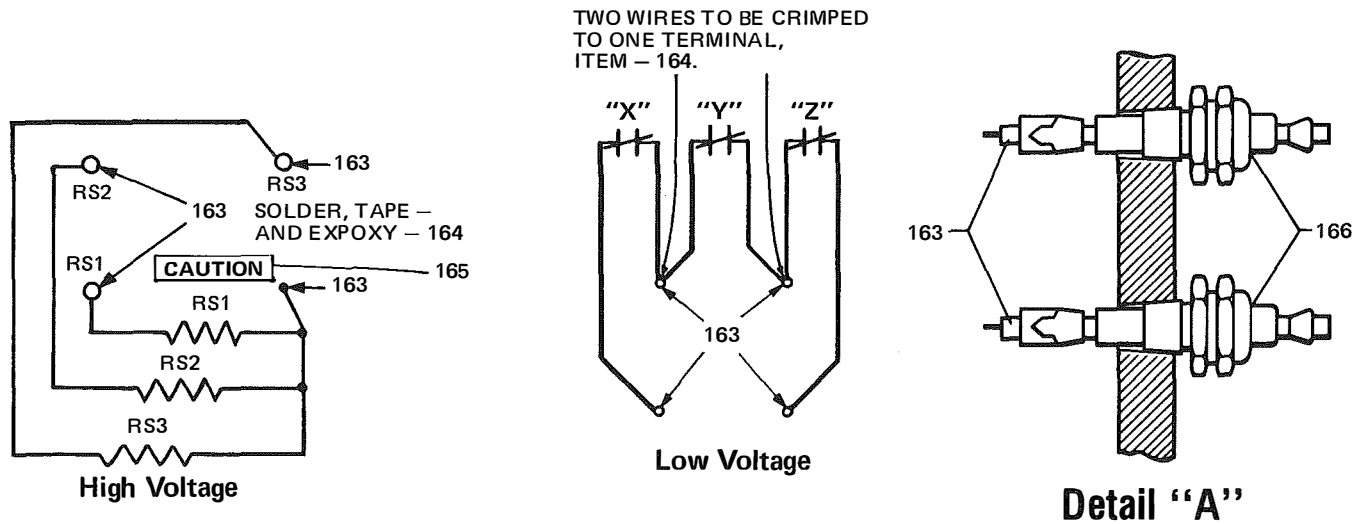 TWO WIRES TO BE CRIMPED
TO ONE TERMINAL,
ITEM – 164.
"X"
"Y"
"Z"
163
RS2
RS3
163
SOLDER, TAPE –
AND EXPOXY – 164
RS1
CAUTION
165
163
RS1
RS2
RS3
High Voltage
163
Low Voltage
163
166
Detail "A"